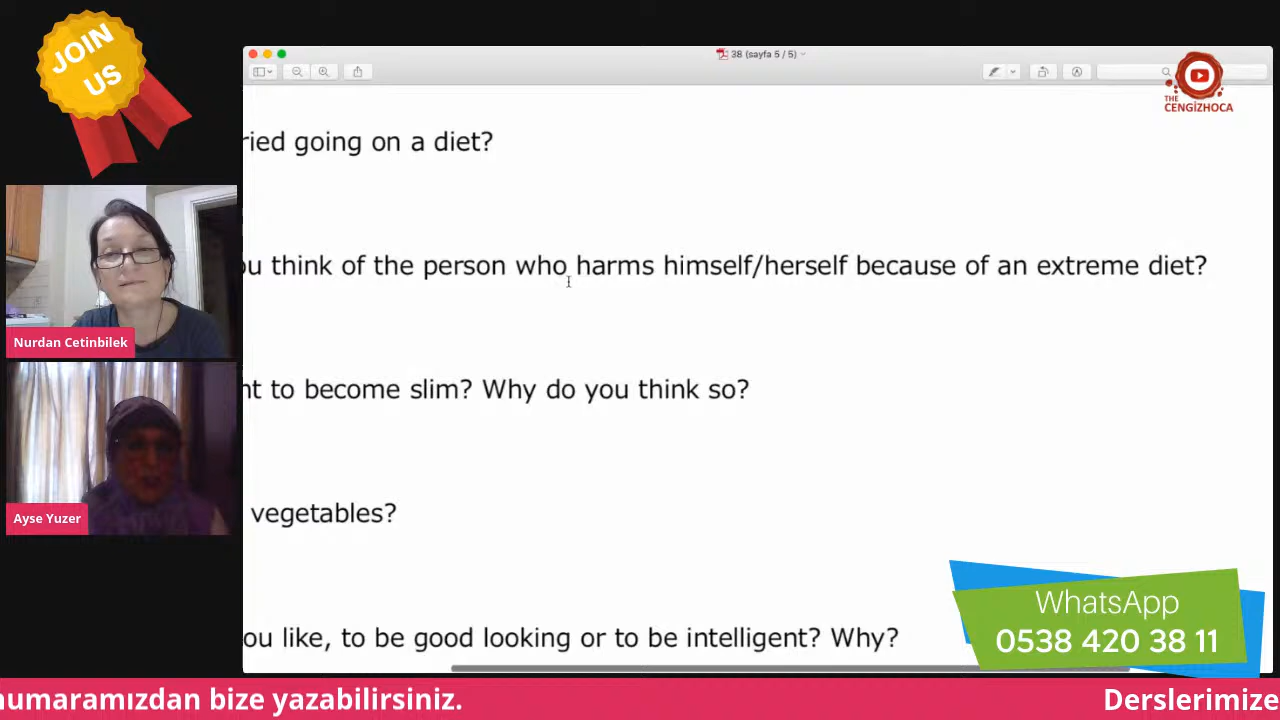 JOIN
US
38 (sayfa 5 / 5)
THE
CENGİZHOCA
ried going on a diet?
ou think of the person who harms himself/herself because of an extreme diet?
nt to become slim? Why do you think so?
vegetables?
ou like, to be good looking or to be intelligent? Why?
Nurdan Cetinbilek
Ayse Yuzer
WhatsApp
0538 420 38 11
numaramızdan bize yazabilirsiniz.
Derslerimize